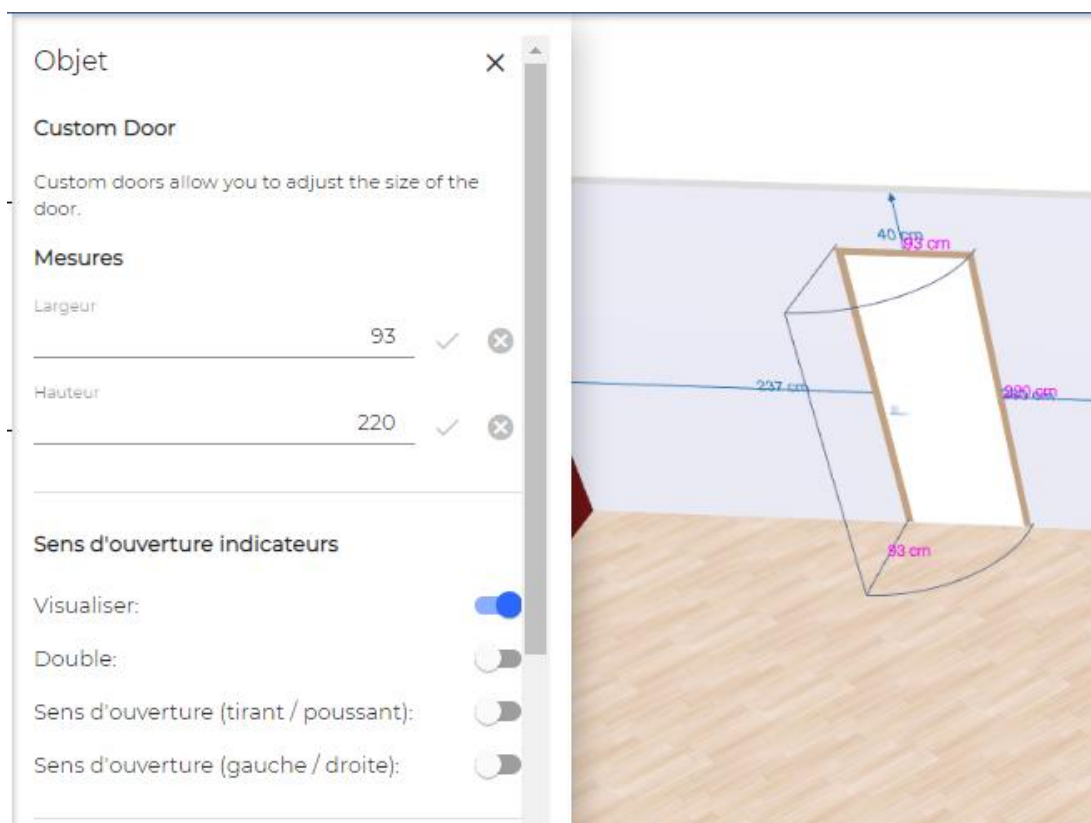 Objet
Custom Door
Custom doors allow you to adjust the size of the
door.
Mesures
Largeur
93
Hauteur
220
Sens d'ouverture indicateurs
Visualiser:
Double:
Sens d'ouverture (tirant / poussant):
Sens d'ouverture (gauche / droite):
40 cm
93 cm
237 cm
93 cm